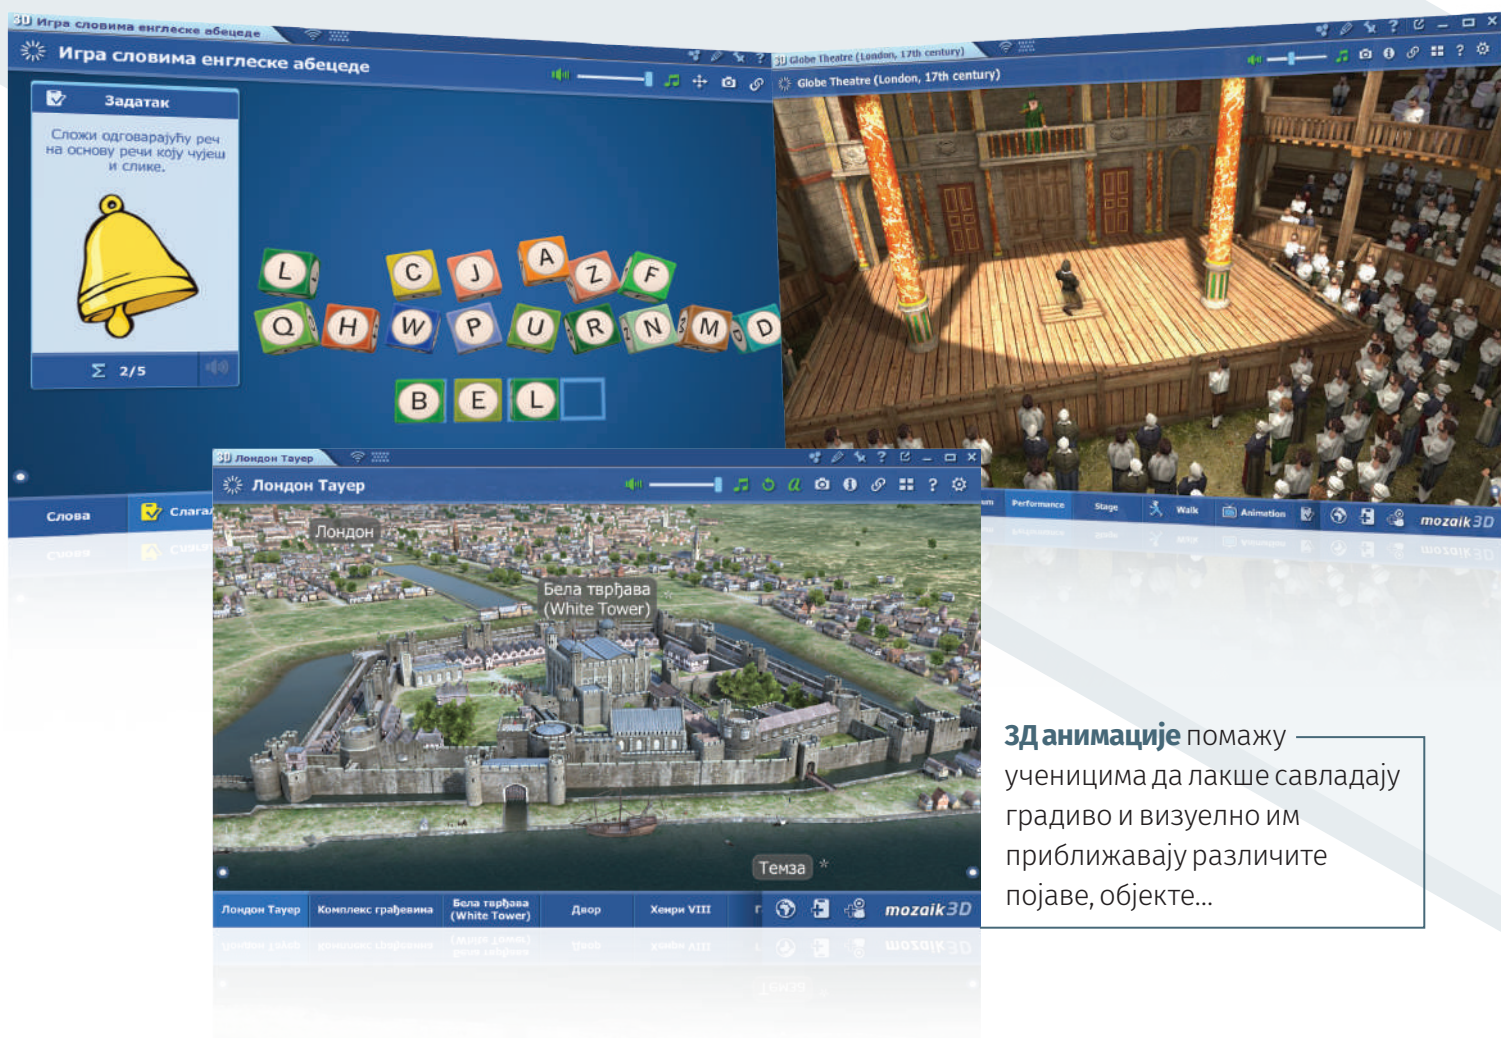 3D Игра словима енглеске абецеде
Игра словима енглеске абецеде
Задатак
Сложи одговарајућу реч
на основу речи коју чујеш
и слике.
Σ 2/5
L C J A Z F
Q H W P U R N M D
B E L
Слова
3D Globe Theatre (London, 17th century)
Globe Theatre (London, 17th century)
Performance
Stage
Walk
Animation
mozaik3D
3D Лондон Тауер
Лондон Тауер
Лондон
Бела тврђава
(White Tower)
Темза
Лондон Тауер
Комплекс грађевина
Бела тврђава
(White Tower)
Двор
Хенри VIII
mozaik3D
3Д анимације помажу
ученицима да лакше савладају
градиво и визуелно им
приближавају различите
појаве, објекте...